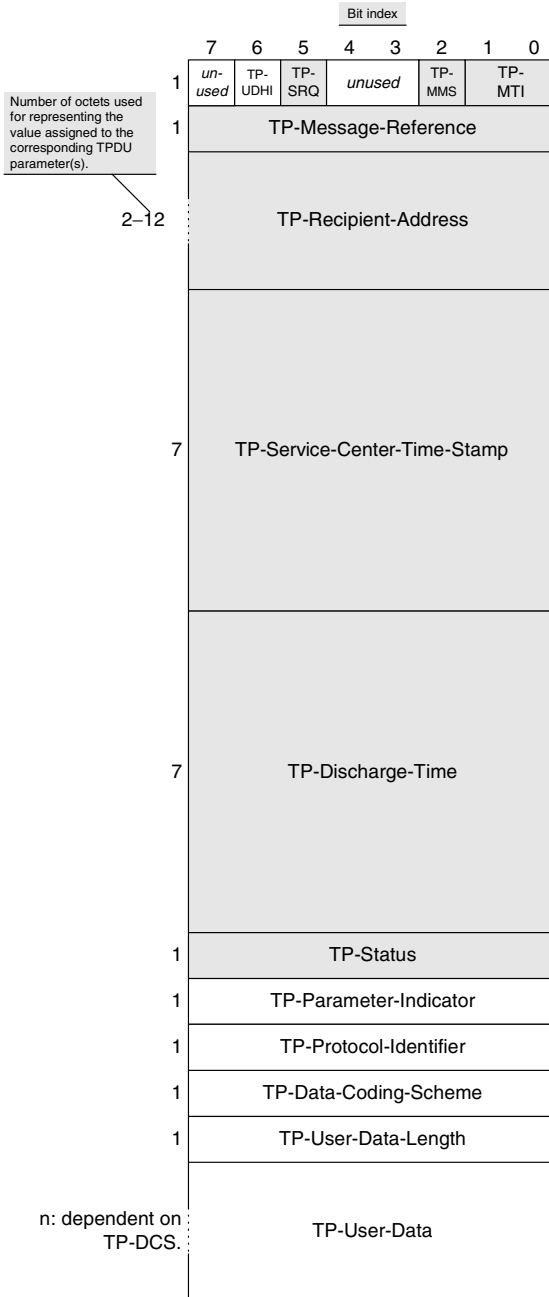 Bit index
7 6 5 4 3 2 1 0
1
un-
used
TP-
UDHI
TP-
SRQ
unused
TP-
MMS
TP-
MTI
Number of octets used
for representing the
value assigned to the
corresponding TPDU
parameter(s).
1 TP-Message-Reference
2–12 TP-Recipient-Address
7 TP-Service-Center-Time-Stamp
7 TP-Discharge-Time
1 TP-Status
1 TP-Parameter-Indicator
1 TP-Protocol-Identifier
1 TP-Data-Coding-Scheme
1 TP-User-Data-Length
n: dependent on
TP-DCS.
TP-User-Data